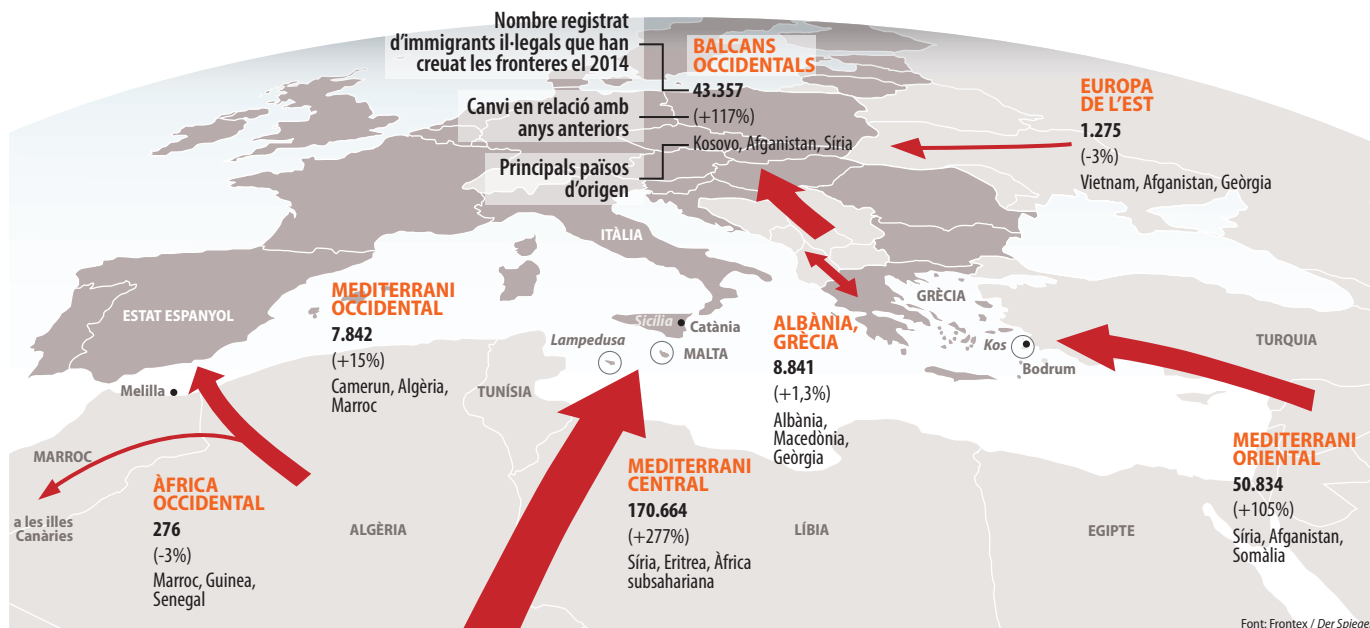 Nombre registrat
d’immigrants il·legals que han
creuat les fronteres el 2014
Canvi en relació amb
anys anteriors
Principals països
d’origen
BALCANS
OCCIDENTALS
43.357
(+117%)
Kosovo, Afganistan, Síria
EUROPA
DE L’EST
1.275
(-3%)
Vietnam, Afganistan, Geòrgia
ITÀLIA
ESTAT ESPANYOL
MEDITERRANI
OCCIDENTAL
7.842
(+15%)
Camerun, Algèria,
Marroc
Sicília
Catània
Lampedusa
MALTA
ALBÀNIA,
GRÈCIA
8.841
(+1,3%)
Albània,
Macedònia,
Geòrgia
GRÈCIA
Kos
Bodrum
TURQUIA
Melilla
TUNÍSIA
MARROC
a les illes
Canàries
ÀFRICA
OCCIDENTAL
276
(-3%)
Marroc, Guinea,
Senegal
ALGÈRIA
MEDITERRANI
CENTRAL
170.664
(+277%)
Síria, Eritrea, Àfrica
subsahariana
LÍBIA
EGIPTE
MEDITERRANI
ORIENTAL
50.834
(+105%)
Síria, Afganistan,
Somàlia
Font: Frontex / Der Spiegel